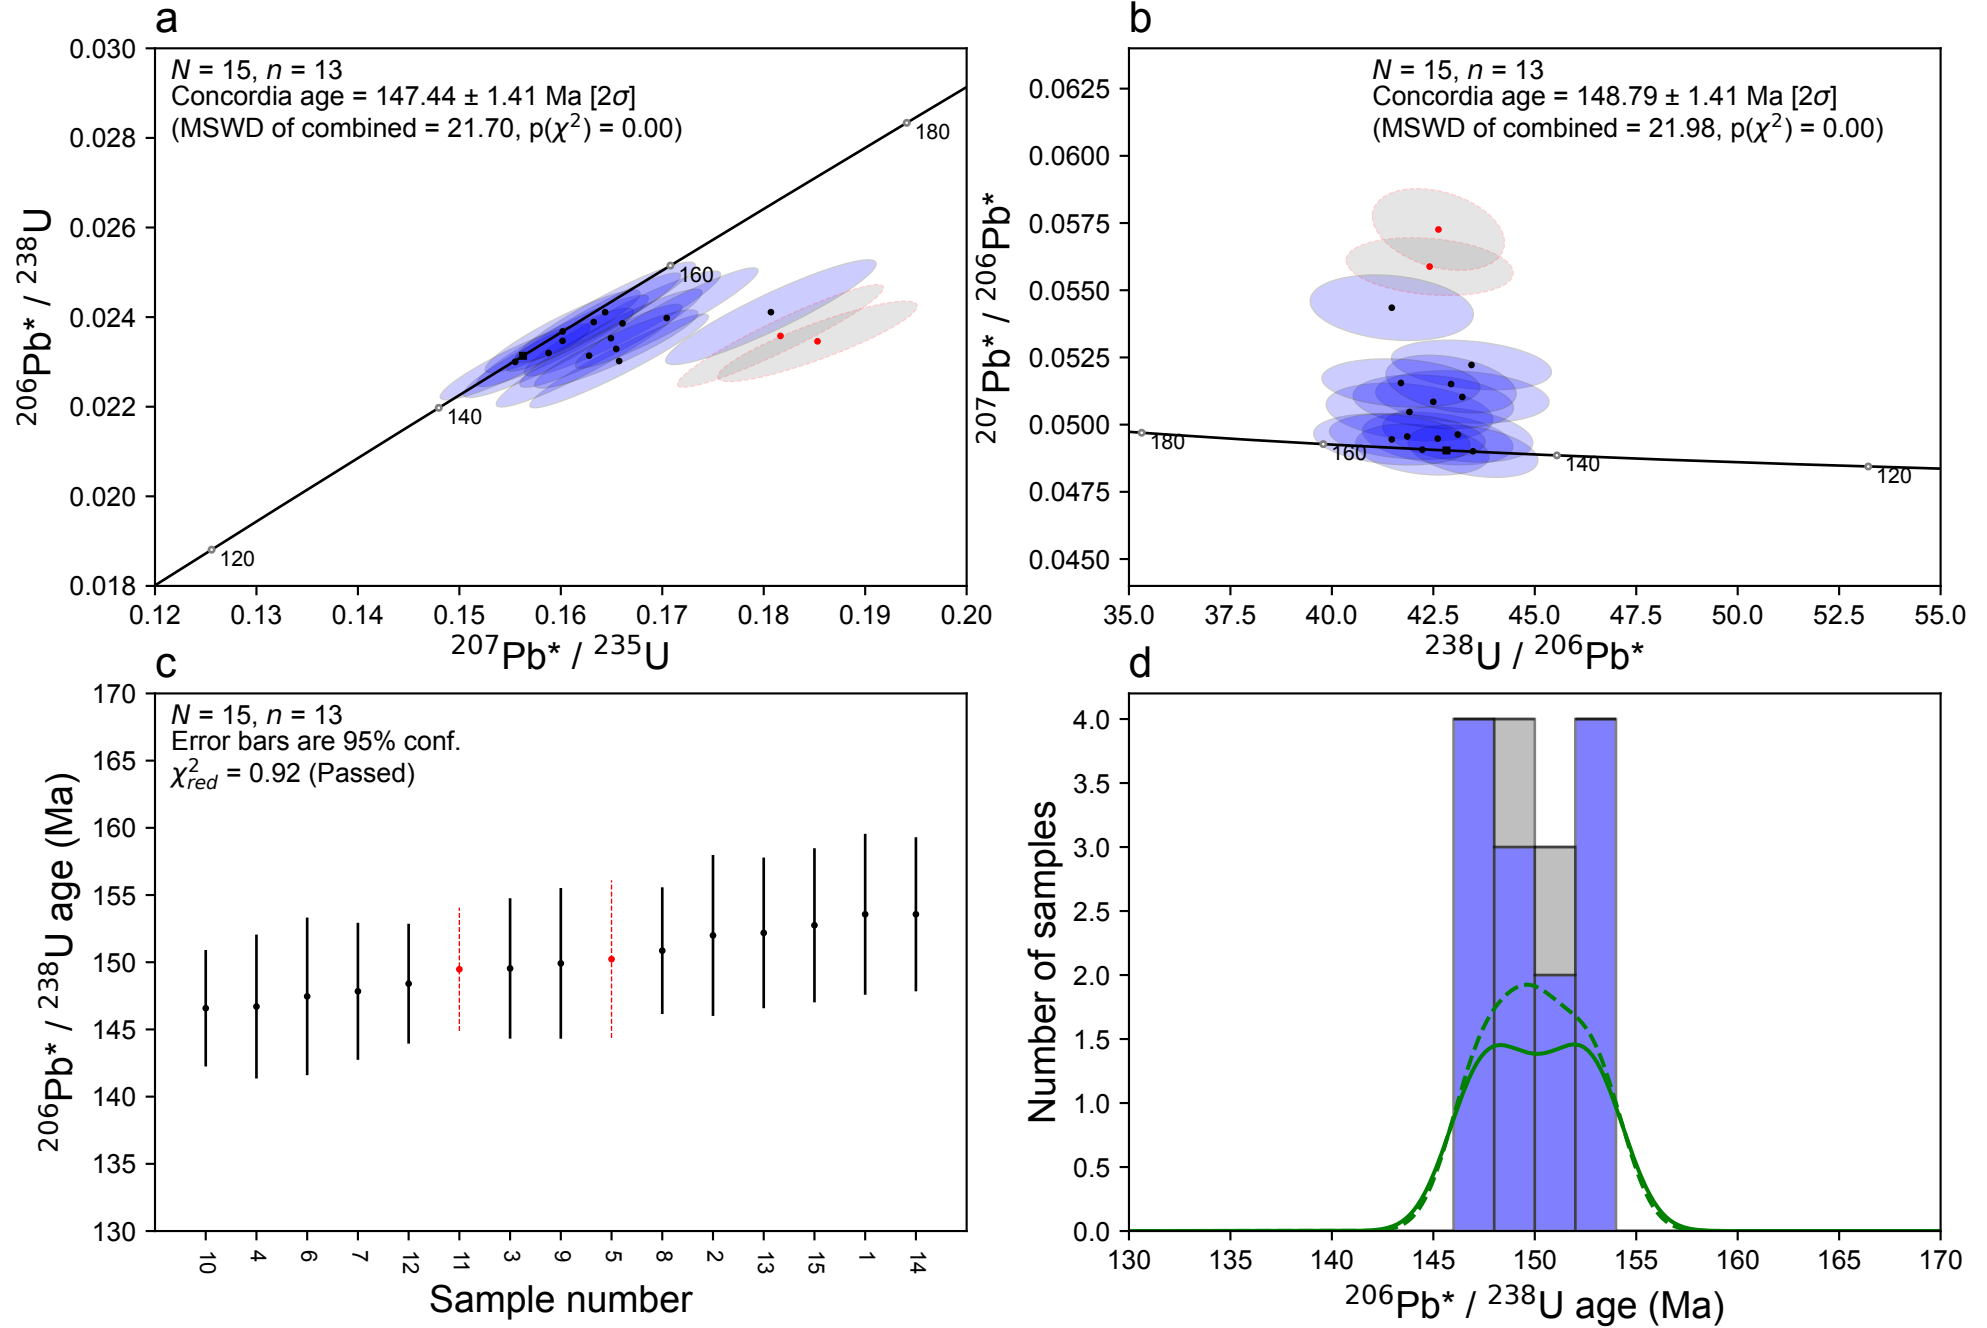 a
N = 15, n = 13
Concordia age = 147.44 ± 1.41 Ma [2σ]
(MSWD of combined = 21.70, p(χ²) = 0.00)
0.030
0.028
0.026
0.024
0.022
0.020
0.018
²⁰⁶Pb* / ²³⁸U
180
160
140
120
0.12 0.13 0.14 0.15 0.16 0.17 0.18 0.19 0.20
²⁰⁷Pb* / ²³⁵U
b
N = 15, n = 13
Concordia age = 148.79 ± 1.41 Ma [2σ]
(MSWD of combined = 21.98, p(χ²) = 0.00)
0.0625
0.0600
0.0575
0.0550
0.0525
0.0500
0.0475
0.0450
²⁰⁷Pb* / ²⁰⁶Pb*
180
160
140
120
35.0 37.5 40.0 42.5 45.0 47.5 50.0 52.5 55.0
²³⁸U / ²⁰⁶Pb*
c
N = 15, n = 13
Error bars are 95% conf.
χ²red = 0.92 (Passed)
170
165
160
155
150
145
140
135
130
²⁰⁶Pb* / ²³⁸U age (Ma)
10 4 6 7 12 11 3 9 5 8 2 13 15 1 14
Sample number
d
4.0
3.5
3.0
2.5
2.0
1.5
1.0
0.5
0.0
Number of samples
130 135 140 145 150 155 160 165 170
²⁰⁶Pb* / ²³⁸U age (Ma)